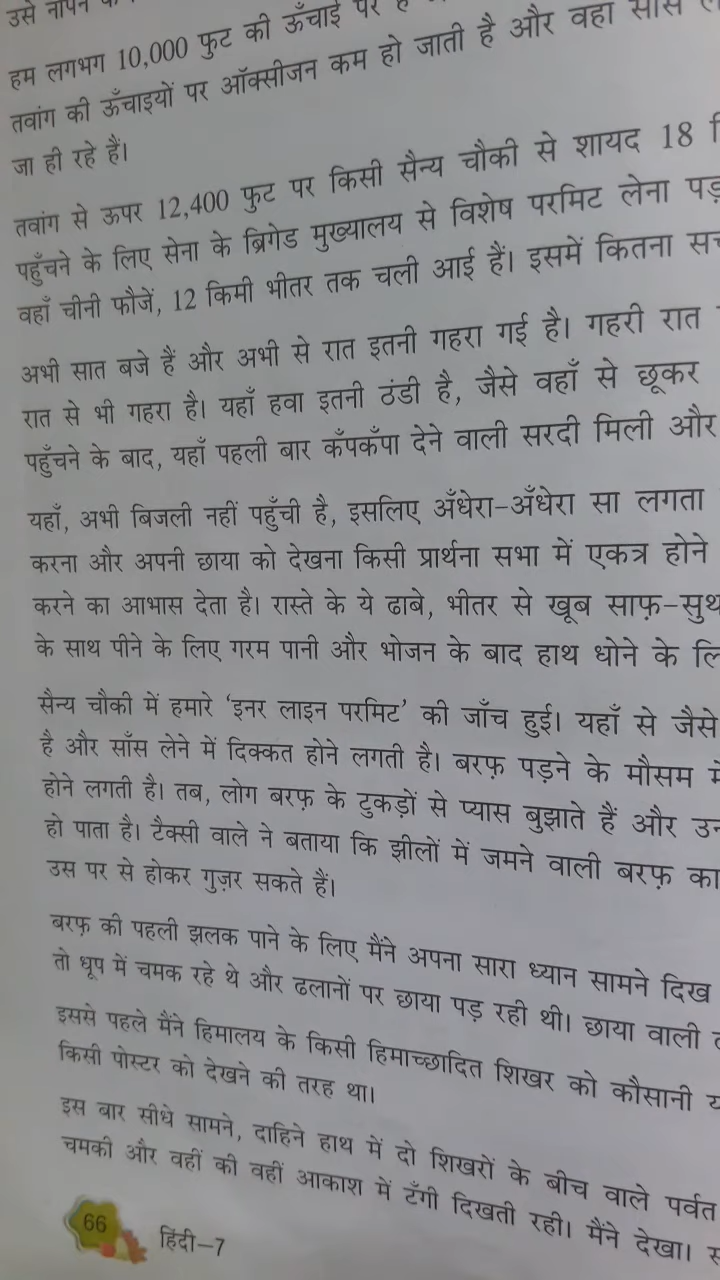 उसे नापने
हम लगभग 10,000 फुट की ऊँचाई पर
तवांग की ऊँचाइयों पर ऑक्सीजन कम हो जाती है और वहाँ साँस
जा ही रहे हैं।
तवांग से ऊपर 12,400 फुट पर किसी सैन्य चौकी से शायद 18
पहुँचने के लिए सेना के ब्रिगेड मुख्यालय से विशेष परमिट लेना पड़
वहाँ चीनी फौजें, 12 किमी भीतर तक चली आई हैं। इसमें कितना
अभी सात बजे हैं और अभी से रात इतनी गहरा गई है। गहरी रात
रात से भी गहरा है। यहाँ हवा इतनी ठंडी है, जैसे वहाँ से छूकर
पहुँचने के बाद, यहाँ पहली बार कँपकँपा देने वाली सरदी मिली और
यहाँ, अभी बिजली नहीं पहुँची है, इसलिए अँधेरा-अँधेरा सा लगता
करना और अपनी छाया को देखना किसी प्रार्थना सभा में एकत्र होने
करने का आभास देता है। रास्ते के ये ढाबे, भीतर से खूब साफ़-सुथ
के साथ पीने के लिए गरम पानी और भोजन के बाद हाथ धोने के लि
सैन्य चौकी में हमारे ‘इनर लाइन परमिट’ की जाँच हुई। यहाँ से जैसे
है और साँस लेने में दिक्कत होने लगती है। बरफ़ पड़ने के मौसम में
होने लगती है। तब, लोग बरफ़ के टुकड़ों से प्यास बुझाते हैं और
हो पाता है। टैक्सी वाले ने बताया कि झीलों में जमने वाली बरफ़ का
उस पर से होकर गुज़र सकते हैं।
बरफ़ की पहली झलक पाने के लिए मैंने अपना सारा ध्यान सामने दिख
तो धूप में चमक रहे थे और ढलानों पर छाया पड़ रही थी। छाया वाली
इससे पहले मैंने हिमालय के किसी हिमाच्छादित शिखर को कौसानी
किसी पोस्टर को देखने की तरह था।
इस बार सीधे सामने, दाहिने हाथ में दो शिखरों के बीच वाले पर्वत
चमकी और वहीं की वहीं आकाश में टँगी दिखती रही। मैंने देखा।
66 हिंदी-7